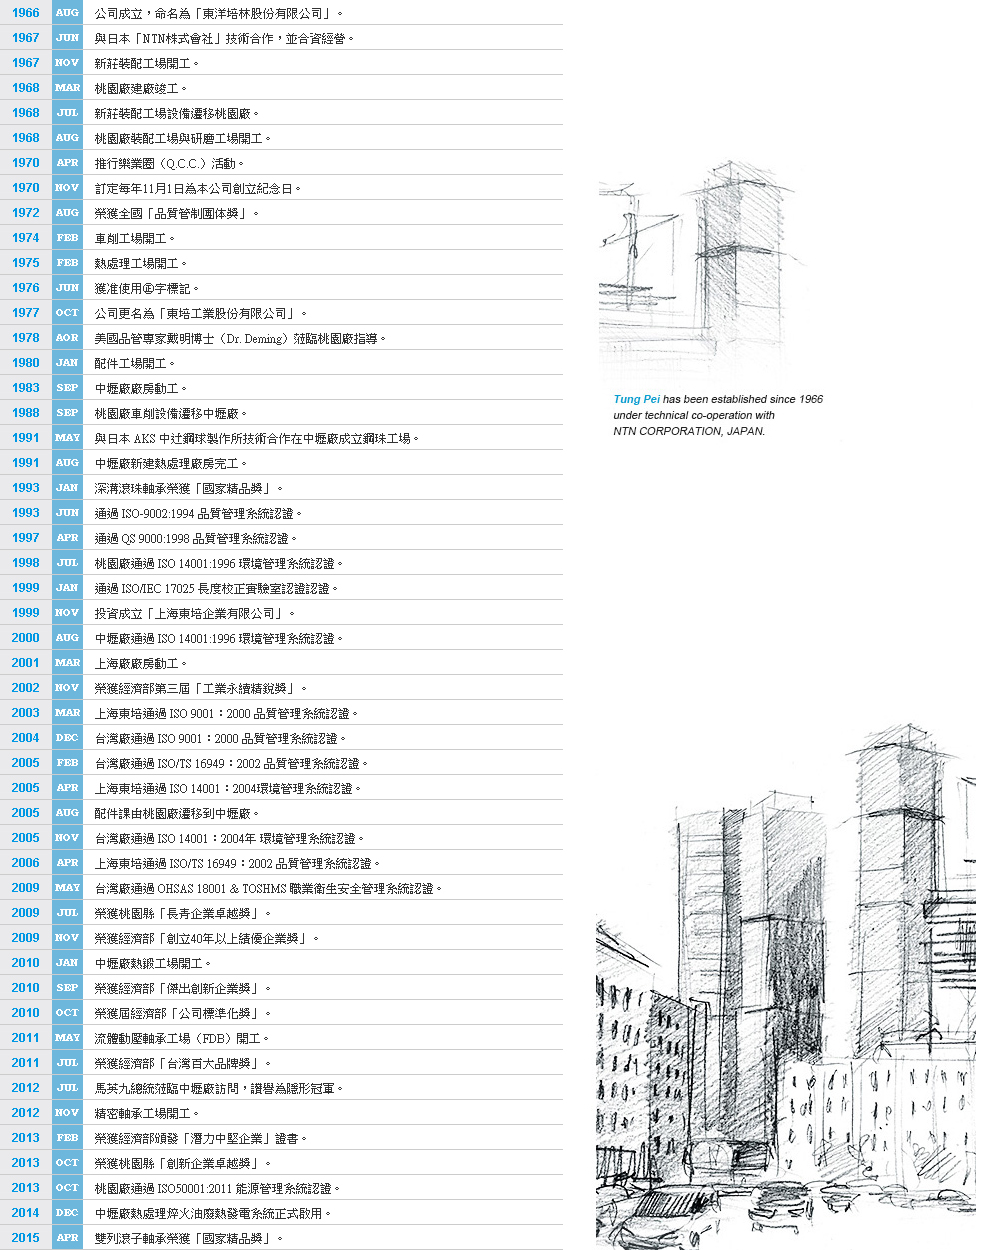 1966 AUG 公司成立，命名為「東洋培林股份有限公司」。
1967 JUN 與日本「NTN株式會社」技術合作，並合資經營。
1967 NOV 新莊裝配工場開工。
1968 MAR 桃園廠建廠竣工。
1968 JUL 新莊裝配工場設備遷移桃園廠。
1968 AUG 桃園廠裝配工場與研磨工場開工。
1970 APR 推行樂業圈（Q.C.C.）活動。
1970 NOV 訂定每年11月1日為本公司創立紀念日。
1972 AUG 榮獲全國「品質管制團体獎」。
1974 FEB 車削工場開工。
1975 FEB 熱處理工場開工。
1976 JUN 獲准使用㊣字標記。
1977 OCT 公司更名為「東培工業股份有限公司」。
1978 AOR 美國品管專家戴明博士（Dr. Deming）蒞臨桃園廠指導。
1980 JAN 配件工場開工。
1983 SEP 中壢廠廠房動工。
1988 SEP 桃園廠車削設備遷移中壢廠。
1991 MAY 與日本 AKS 中辻鋼球製作所技術合作在中壢廠成立鋼珠工場。
1991 AUG 中壢廠新建熱處理廠房完工。
1993 JAN 深溝滾珠軸承榮獲「國家精品獎」。
1993 JUN 通過 ISO-9002:1994 品質管理系統認證。
1997 APR 通過 QS 9000:1998 品質管理系統認證。
1998 JUL 桃園廠通過 ISO 14001:1996 環境管理系統認證。
1999 JAN 通過 ISO/IEC 17025 長度校正實驗室認證認證。
1999 NOV 投資成立「上海東培企業有限公司」。
2000 AUG 中壢廠通過 ISO 14001:1996 環境管理系統認證。
2001 MAR 上海廠廠房動工。
2002 NOV 榮獲經濟部第三屆「工業永續精銳獎」。
2003 MAR 上海東培通過 ISO 9001：2000 品質管理系統認證。
2004 DEC 台灣廠通過 ISO 9001：2000 品質管理系統認證。
2005 FEB 台灣廠通過 ISO/TS 16949：2002 品質管理系統認證。
2005 APR 上海東培通過 ISO 14001：2004環境管理系統認證。
2005 AUG 配件課由桃園廠遷移到中壢廠。
2005 NOV 台灣廠通過 ISO 14001：2004年 環境管理系統認證。
2006 APR 上海東培通過 ISO/TS 16949：2002 品質管理系統認證。
2009 MAY 台灣廠通過 OHSAS 18001 & TOSHMS 職業衛生安全管理系統認證。
2009 JUL 榮獲桃園縣「長青企業卓越獎」。
2009 NOV 榮獲經濟部「創立40年以上績優企業獎」。
2010 JAN 中壢廠熱鍛工場開工。
2010 SEP 榮獲經濟部「傑出創新企業獎」。
2010 OCT 榮獲屆經濟部「公司標準化獎」。
2011 MAY 流體動壓軸承工場（FDB）開工。
2011 JUL 榮獲經濟部「台灣百大品牌獎」。
2012 JUL 馬英九總統蒞臨中壢廠訪問，讚譽為隱形冠軍。
2012 NOV 精密軸承工場開工。
2013 FEB 榮獲經濟部頒發「潛力中堅企業」證書。
2013 OCT 榮獲桃園縣「創新企業卓越獎」。
2013 OCT 桃園廠通過 ISO50001:2011 能源管理系統認證。
2014 DEC 中壢廠熱處理焠火油廢熱發電系統正式啟用。
2015 APR 雙列滾子軸承榮獲「國家精品獎」。
Tung Pei has been established since 1966
under technical co-operation with
NTN CORPORATION, JAPAN.